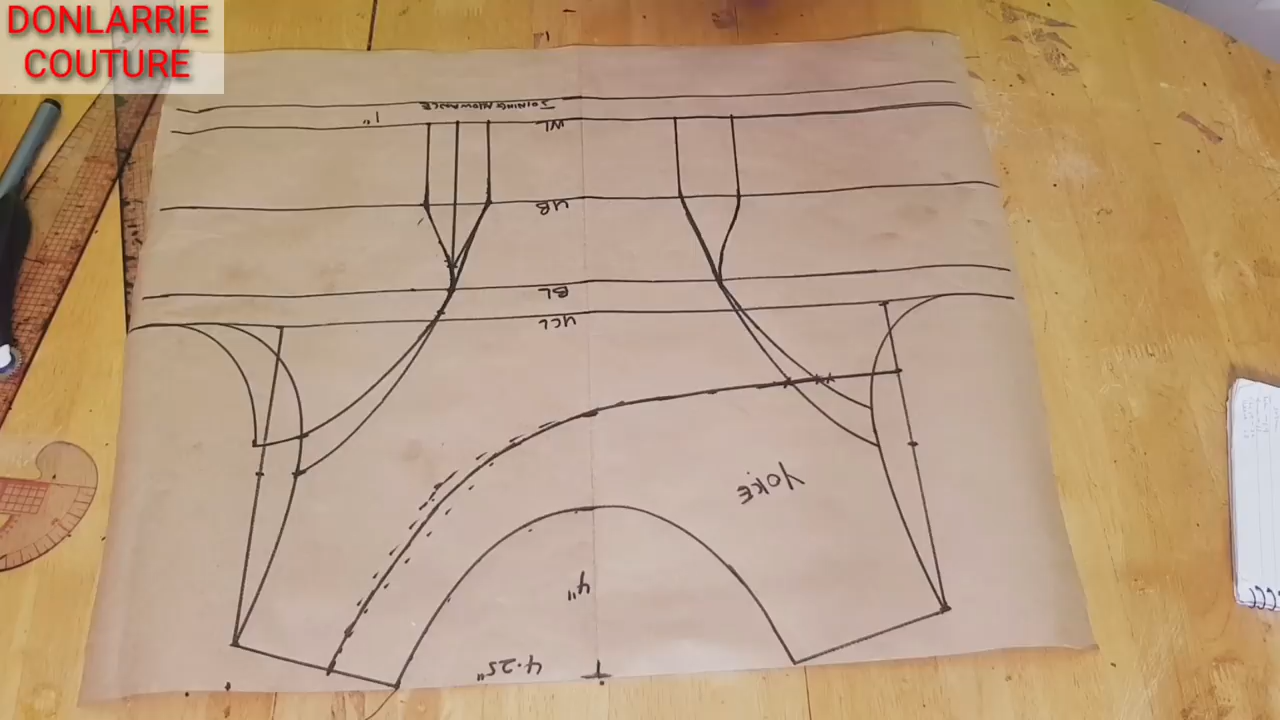 DONLARRIE
COUTURE
JOINING ALLOWANCE
1"
WL
UB
BL
UCL
YOKE
4"
4.25"